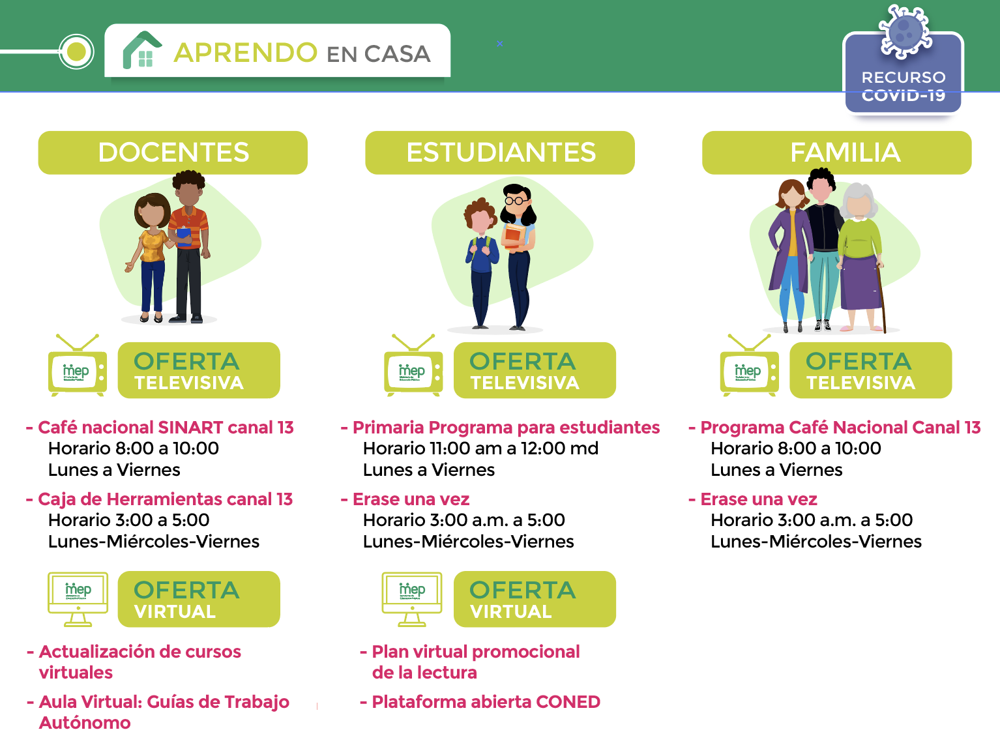 APRENDO EN CASA
RECURSO
COVID-19
DOCENTES
mep
OFERTA
TELEVISIVA
- Café nacional SINART canal 13
Horario 8:00 a 10:00
Lunes a Viernes
- Caja de Herramientas canal 13
Horario 3:00 a 5:00
Lunes-Miércoles-Viernes
mep
OFERTA
VIRTUAL
- Actualización de cursos
virtuales
- Aula Virtual: Guías de Trabajo
Autónomo
ESTUDIANTES
mep
OFERTA
TELEVISIVA
- Primaria Programa para estudiantes
Horario 11:00 am a 12:00 md
Lunes a Viernes
- Erase una vez
Horario 3:00 a.m. a 5:00
Lunes-Miércoles-Viernes
mep
OFERTA
VIRTUAL
- Plan virtual promocional
de la lectura
- Plataforma abierta CONED
FAMILIA
mep
OFERTA
TELEVISIVA
- Programa Café Nacional Canal 13
Horario 8:00 a 10:00
Lunes a Viernes
- Erase una vez
Horario 3:00 a.m. a 5:00
Lunes-Miércoles-Viernes